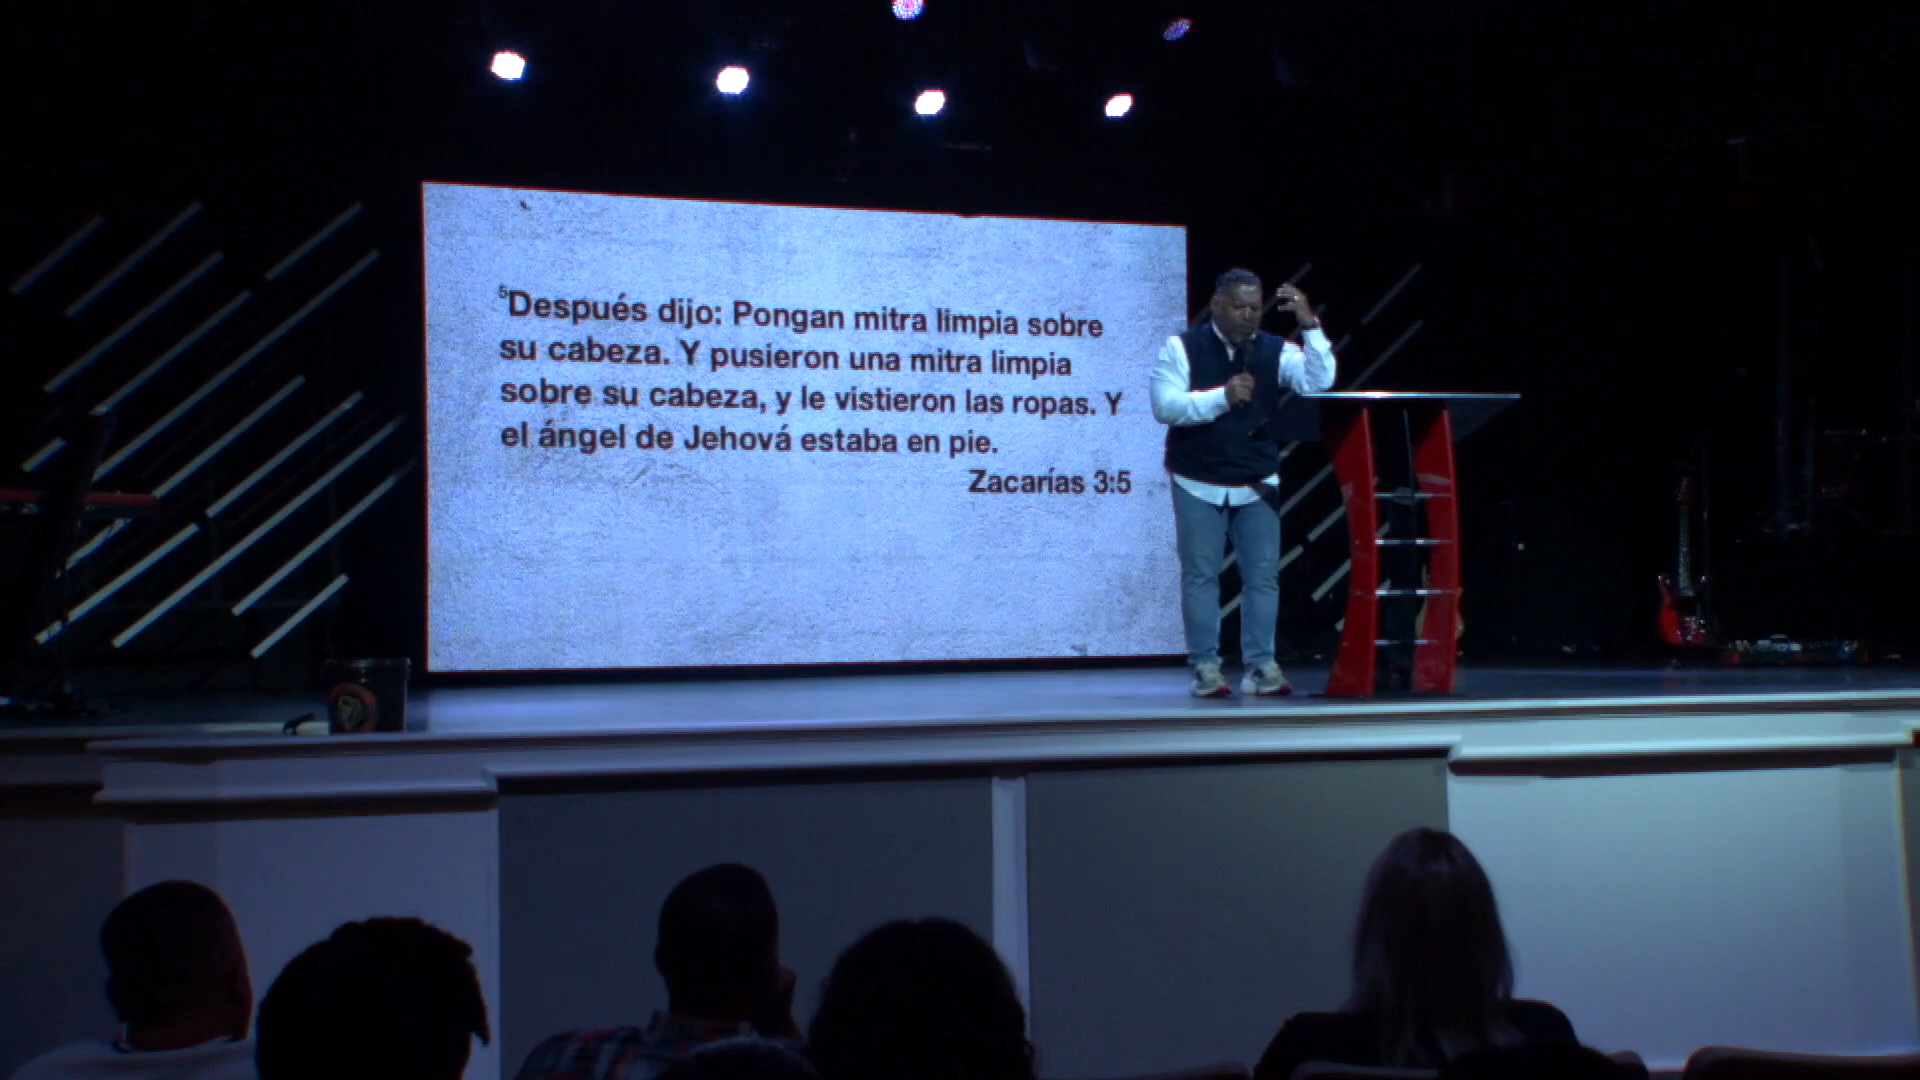 ⁵Después dijo: Pongan mitra limpia sobre
su cabeza. Y pusieron una mitra limpia
sobre su cabeza, y le vistieron las ropas. Y
el ángel de Jehová estaba en pie.
Zacarías 3:5